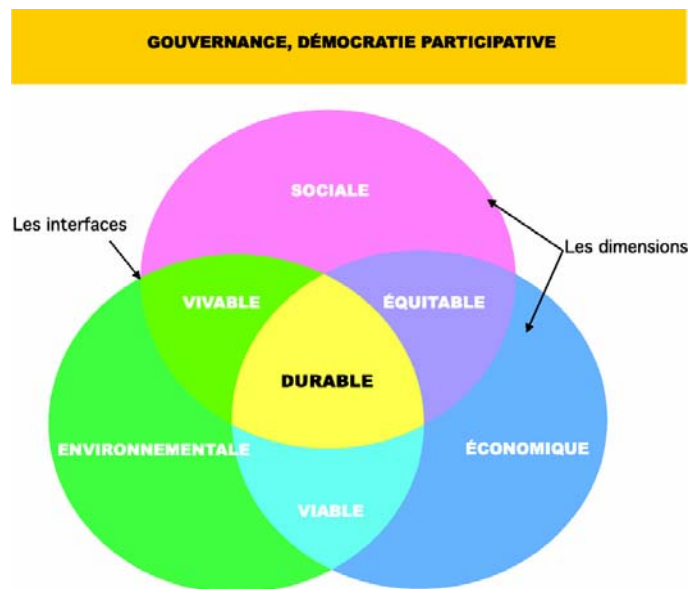 GOUVERNANCE, DÉMOCRATIE PARTICIPATIVE
SOCIALE
Les interfaces
Les dimensions
VIVABLE
ÉQUITABLE
DURABLE
ENVIRONNEMENTALE
ÉCONOMIQUE
VIABLE